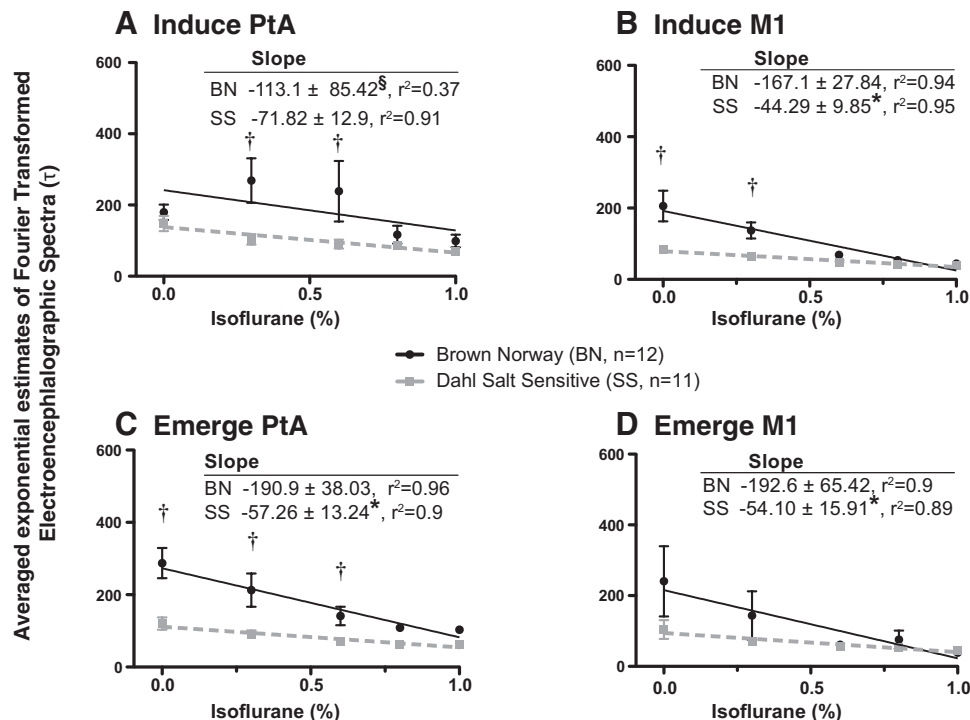 Averaged exponential estimates of Fourier Transformed
Electroencephlalographic Spectra (τ)
A Induce PtA
Slope
BN -113.1 ± 85.42§, r²=0.37
SS -71.82 ± 12.9, r²=0.91
† †
600
400
200
0
0.0 0.5 1.0
Isoflurane (%)
B Induce M1
Slope
BN -167.1 ± 27.84, r²=0.94
SS -44.29 ± 9.85*, r²=0.95
† †
600
400
200
0
0.0 0.5 1.0
Isoflurane (%)
Brown Norway (BN, n=12)
Dahl Salt Sensitive (SS, n=11)
C Emerge PtA
Slope
BN -190.9 ± 38.03, r²=0.96
SS -57.26 ± 13.24*, r²=0.9
† † †
600
400
200
0
0.0 0.5 1.0
Isoflurane (%)
D Emerge M1
Slope
BN -192.6 ± 65.42, r²=0.9
SS -54.10 ± 15.91*, r²=0.89
600
400
200
0
0.0 0.5 1.0
Isoflurane (%)